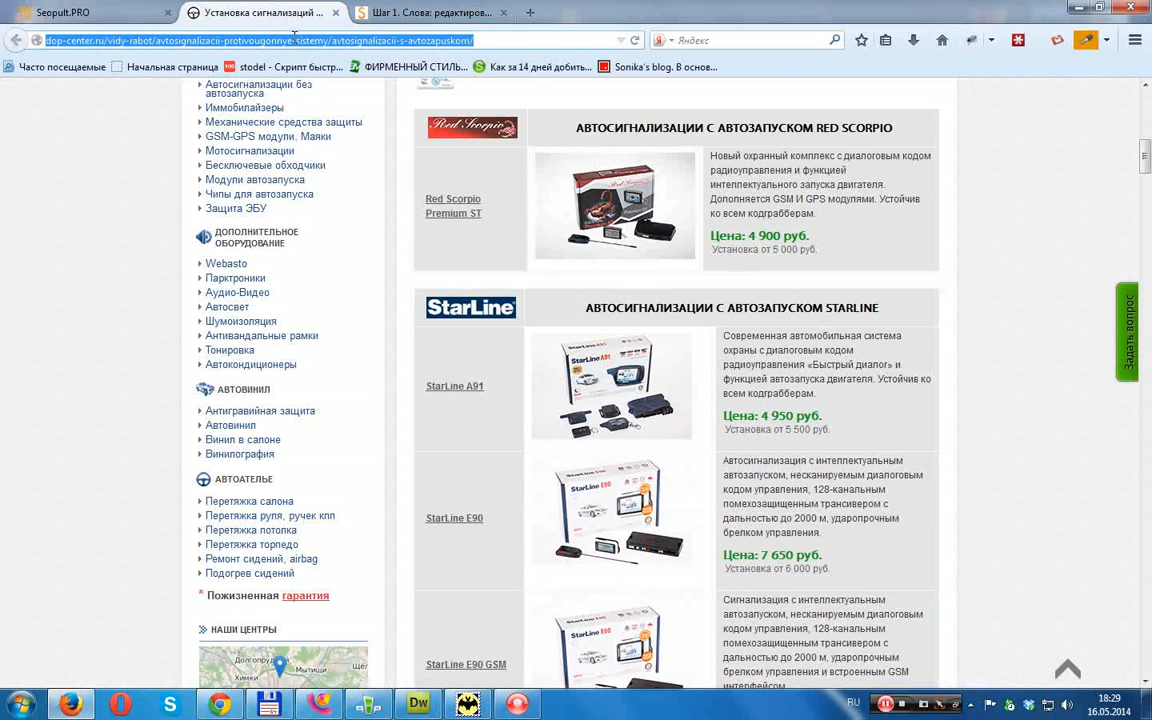 Seopult.PRO
Установка сигнализаций ...
Шаг 1. Слова: редактиров...
dop-center.ru/vidy-rabot/avtosignalizacii-protivougonnye-sistemy/avtosignalizacii-s-avtozapuskom/
Яндекс
Часто посещаемые
Начальная страница
stodel - Скрипт быстр...
ФИРМЕННЫЙ СТИЛЬ...
Как за 14 дней добить...
Sonika's blog. В основ...
Автосигнализации без
автозапуска
Иммобилайзеры
Механические средства защиты
GSM-GPS модули, Маяки
Мотосигнализации
Бесключевые обходчики
Модули автозапуска
Чипы для автозапуска
Защита ЭБУ
ДОПОЛНИТЕЛЬНОЕ
ОБОРУДОВАНИЕ
Webasto
Парктроники
Аудио-Видео
Автосвет
Шумоизоляция
Антивандальные рамки
Тонировка
Автокондиционеры
АВТОВИНИЛ
Антигравийная защита
Автовинил
Винил в салоне
Винилография
АВТОАТЕЛЬЕ
Перетяжка салона
Перетяжка руля, ручек кпп
Перетяжка потолка
Перетяжка торпедо
Ремонт сидений, airbag
Подогрев сидений
* Пожизненная гарантия
НАШИ ЦЕНТРЫ
Долгопрудный
Мытищи
Химки
Red Scorpio
АВТОСИГНАЛИЗАЦИИ С АВТОЗАПУСКОМ RED SCORPIO
Red Scorpio
Premium ST
Новый охранный комплекс с диалоговым кодом
радиоуправления и функцией
интеллектуального запуска двигателя.
Дополняется GSM И GPS модулями. Устойчив
ко всем кодграбберам.
Цена: 4 900 руб.
Установка от 5 000 руб.
StarLine
АВТОСИГНАЛИЗАЦИИ С АВТОЗАПУСКОМ STARLINE
StarLine A91
StarLine A91
Современная автомобильная система
охраны с диалоговым кодом
радиоуправления «Быстрый диалог» и
функцией автозапуска двигателя. Устойчив ко
всем кодграбберам.
Цена: 4 950 руб.
Установка от 5 500 руб.
StarLine E90
StarLine E90
Автосигнализация с интеллектуальным
автозапуском, несканируемым диалоговым
кодом управления, 128-канальным
помехозащищенным трансивером с
дальностью до 2000 м, ударопрочным
брелком управления.
Цена: 7 650 руб.
Установка от 6 000 руб.
StarLine E90 GSM
StarLine E90
Сигнализация с интеллектуальным
автозапуском, несканируемым диалоговым
кодом управления, 128-канальным
помехозащищенным трансивером с
дальностью до 2000 м, ударопрочным
брелком управления и встроенным GSM
интерфейсом.
Задать вопрос
Dw
RU
18:29
16.05.2014